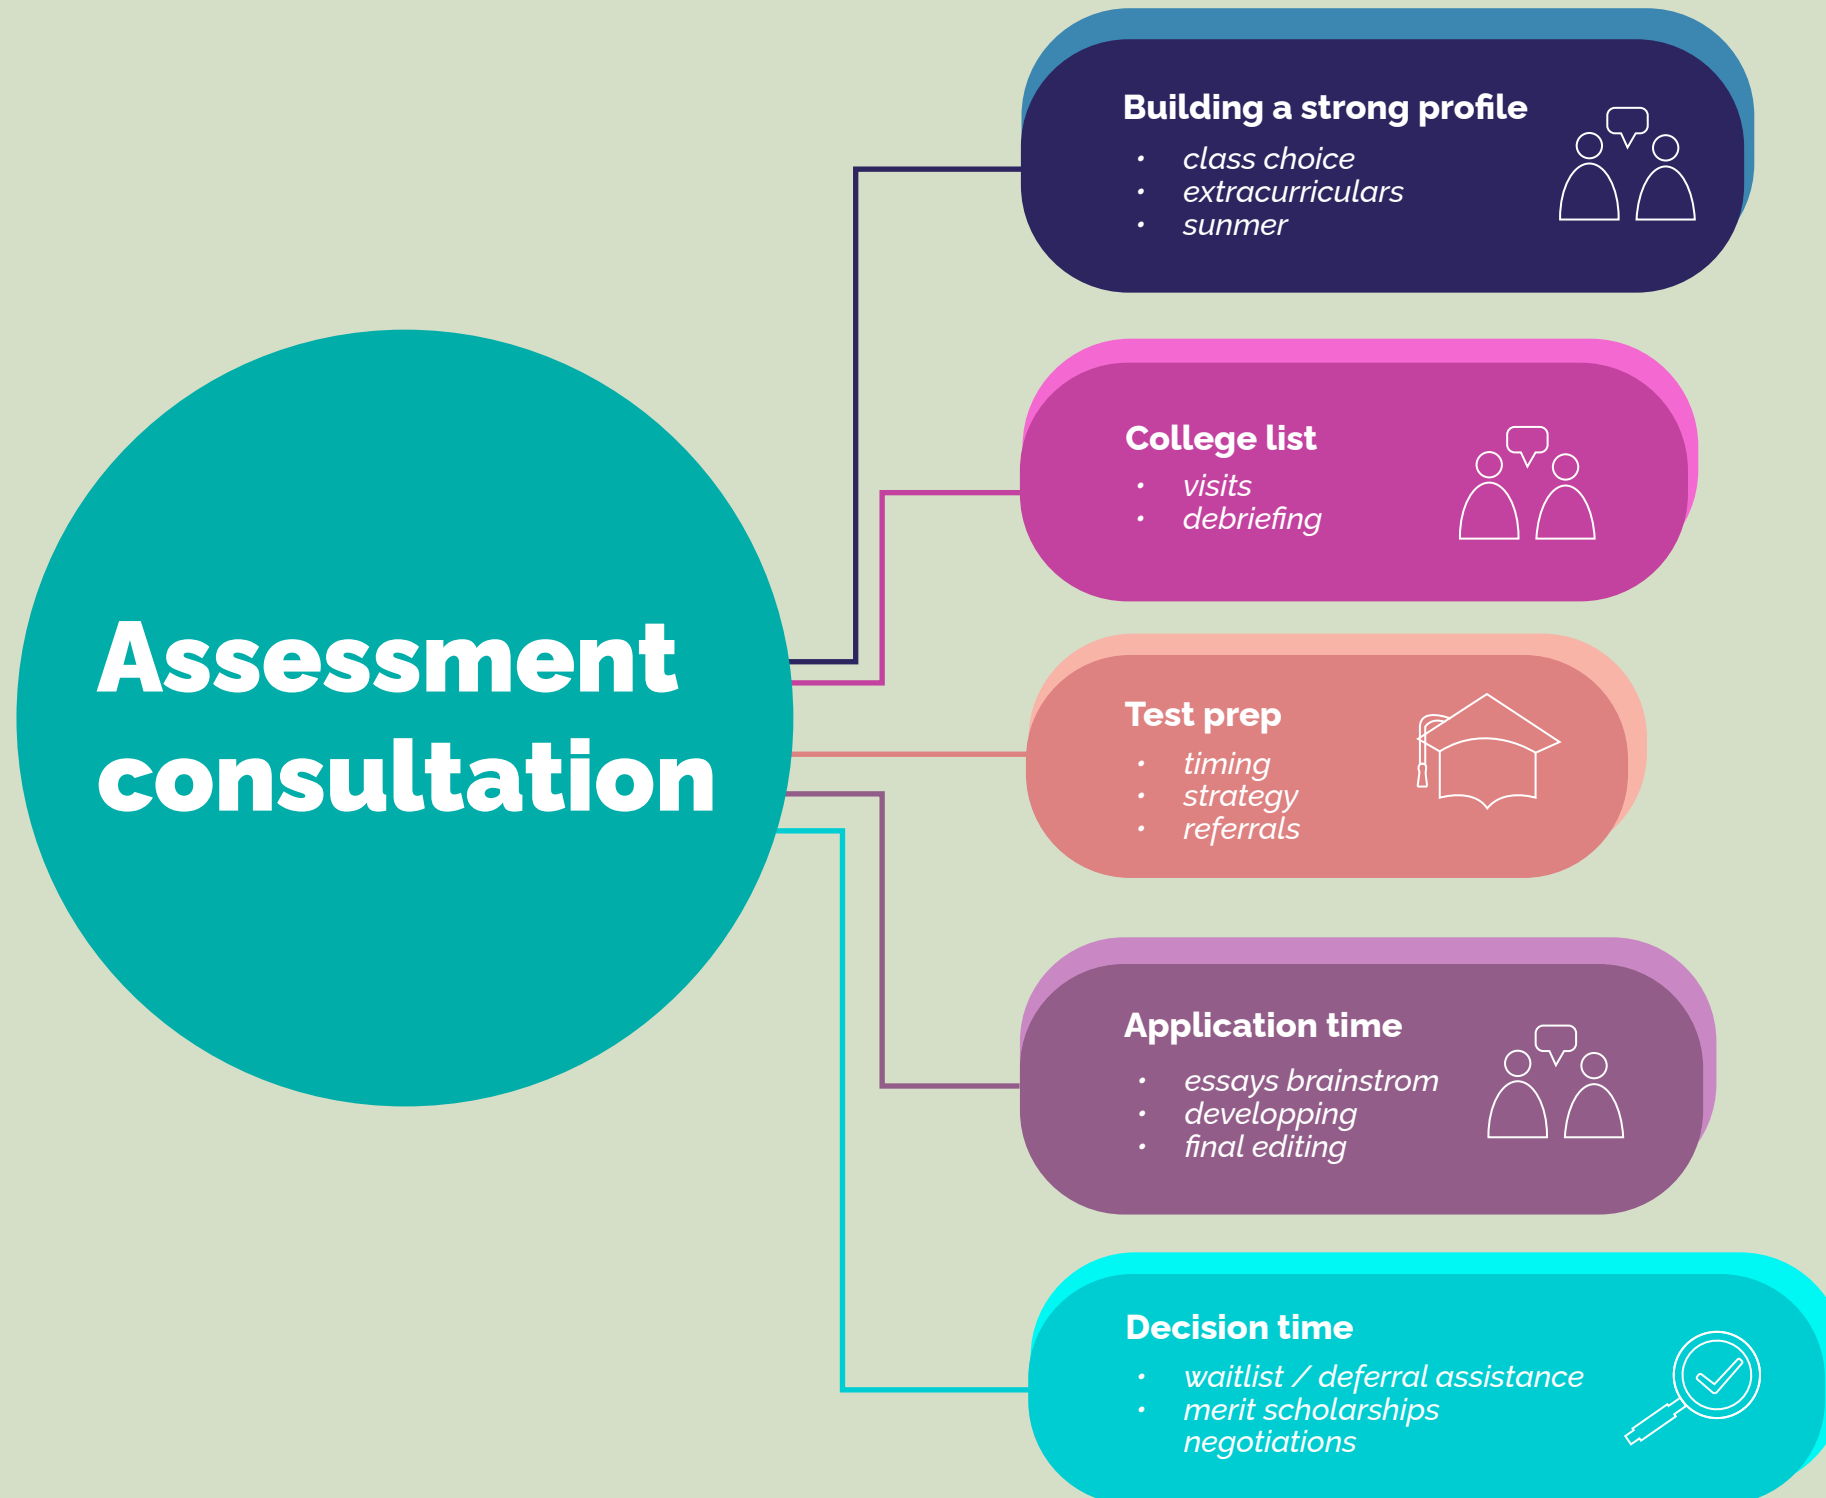 Assessment
consultation
Building a strong profile
• class choice
• extracurriculars
• sunmer
College list
• visits
• debriefing
Test prep
• timing
• strategy
• referrals
Application time
• essays brainstrom
• developping
• final editing
Decision time
• waitlist / deferral assistance
• merit scholarships
negotiations